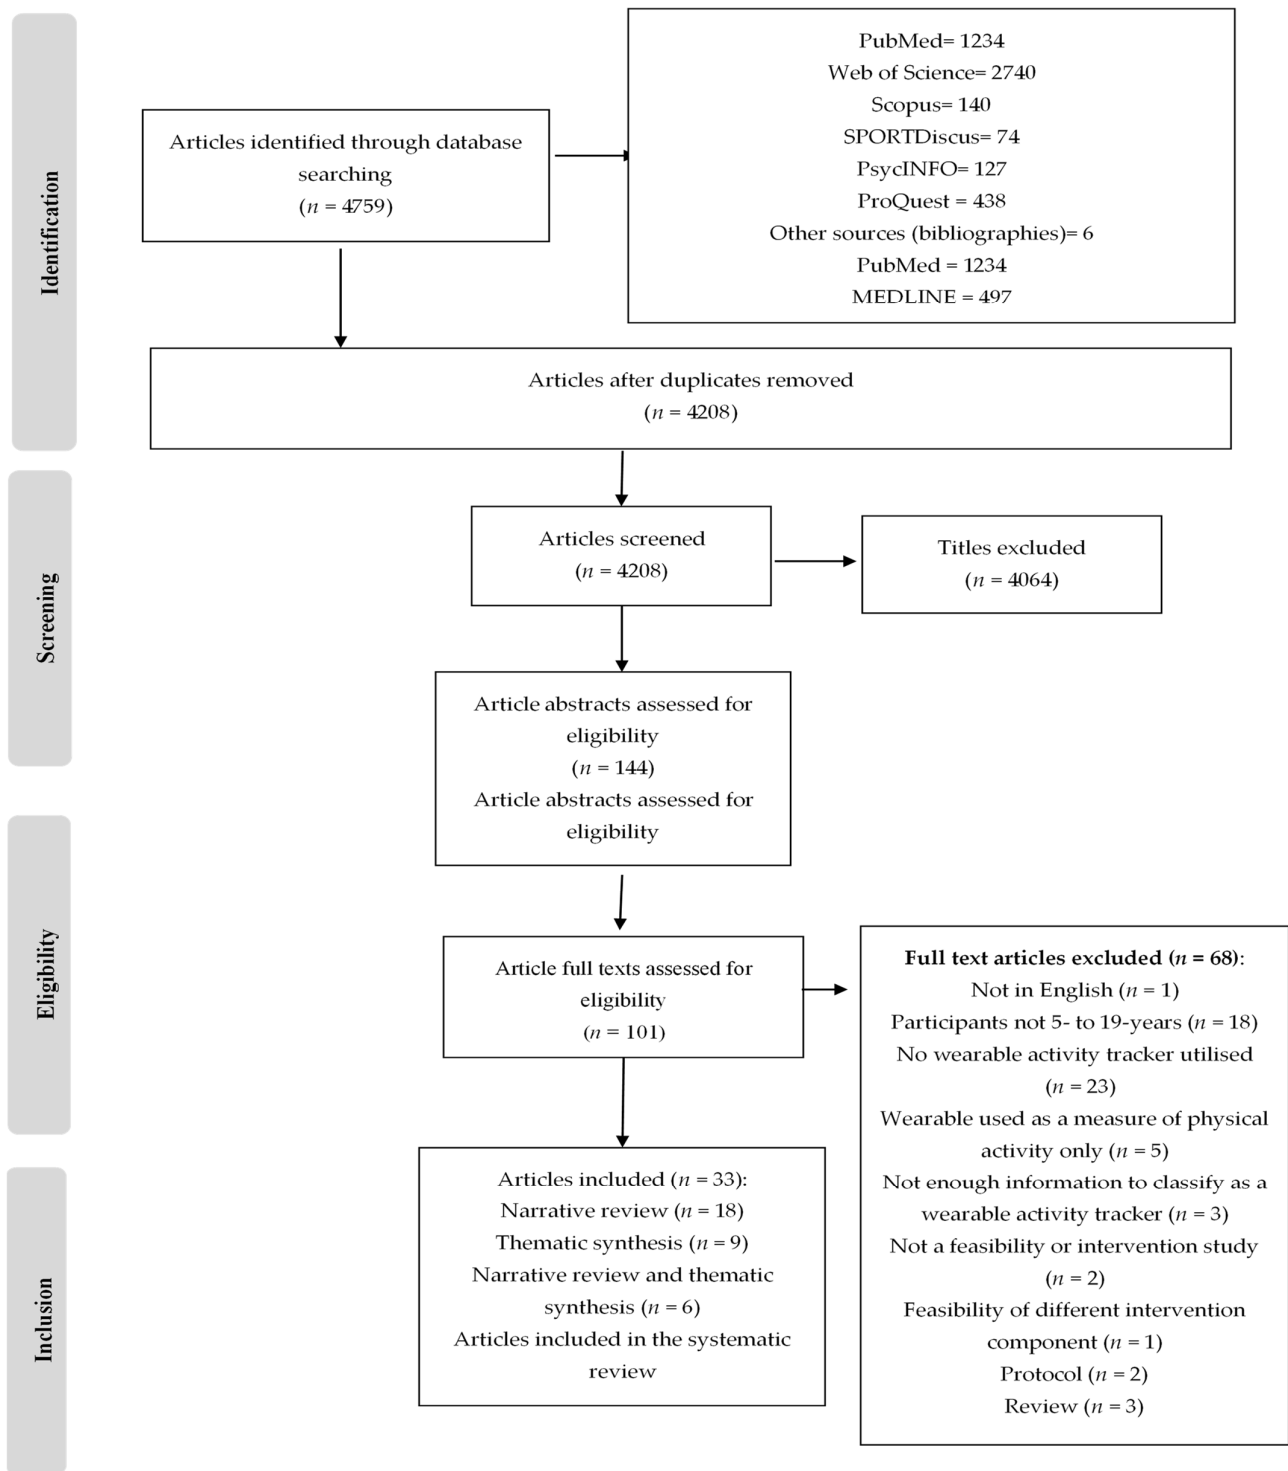 Identification
Articles identified through database
searching
(n = 4759)
PubMed= 1234
Web of Science= 2740
Scopus= 140
SPORTDiscus= 74
PsycINFO= 127
ProQuest = 438
Other sources (bibliographies)= 6
PubMed = 1234
MEDLINE = 497
Articles after duplicates removed
(n = 4208)
Screening
Articles screened
(n = 4208)
Titles excluded
(n = 4064)
Article abstracts assessed for
eligibility
(n = 144)
Article abstracts assessed for
eligibility
Eligibility
Article full texts assessed for
eligibility
(n = 101)
Full text articles excluded (n = 68):
Not in English (n = 1)
Participants not 5- to 19-years (n = 18)
No wearable activity tracker utilised
(n = 23)
Wearable used as a measure of physical
activity only (n = 5)
Not enough information to classify as a
wearable activity tracker (n = 3)
Not a feasibility or intervention study
(n = 2)
Feasibility of different intervention
component (n = 1)
Protocol (n = 2)
Review (n = 3)
Inclusion
Articles included (n = 33):
Narrative review (n = 18)
Thematic synthesis (n = 9)
Narrative review and thematic
synthesis (n = 6)
Articles included in the systematic
review